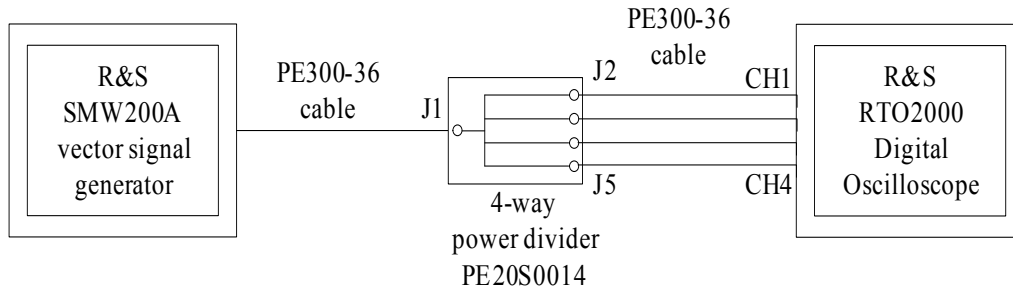 R&S
SMW200A
vector signal
generator
PE300-36
cable
J1
J2
J5
4-way
power divider
PE20S0014
PE300-36
cable
CH1
CH4
R&S
RTO2000
Digital
Oscilloscope